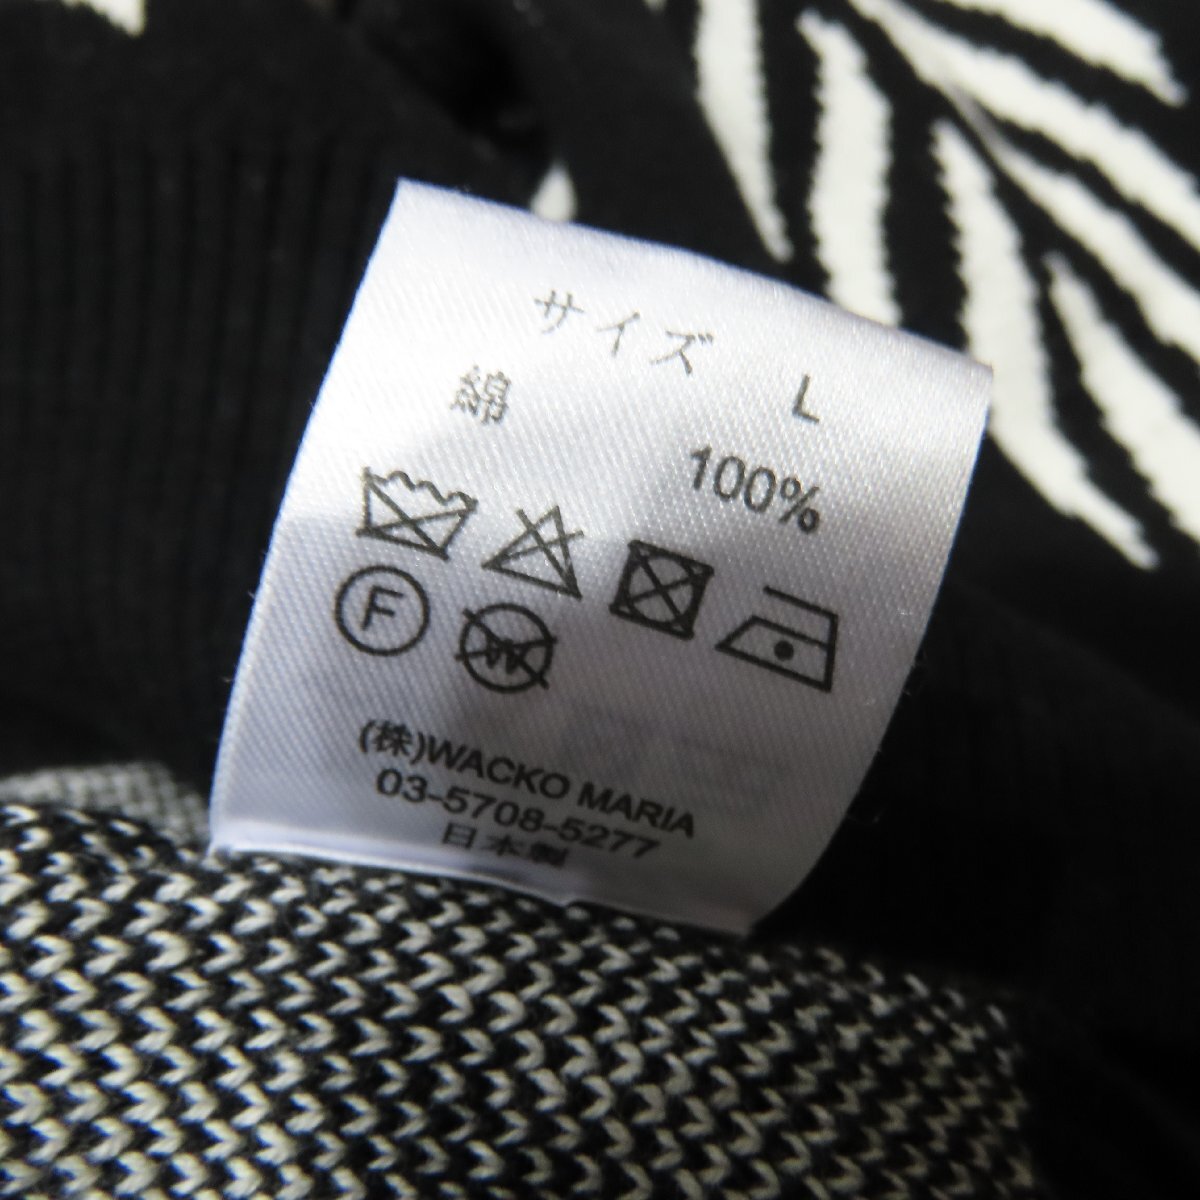 サイズ L
綿 100%
F W
(株)WACKO MARIA
03-5708-5277
日本製